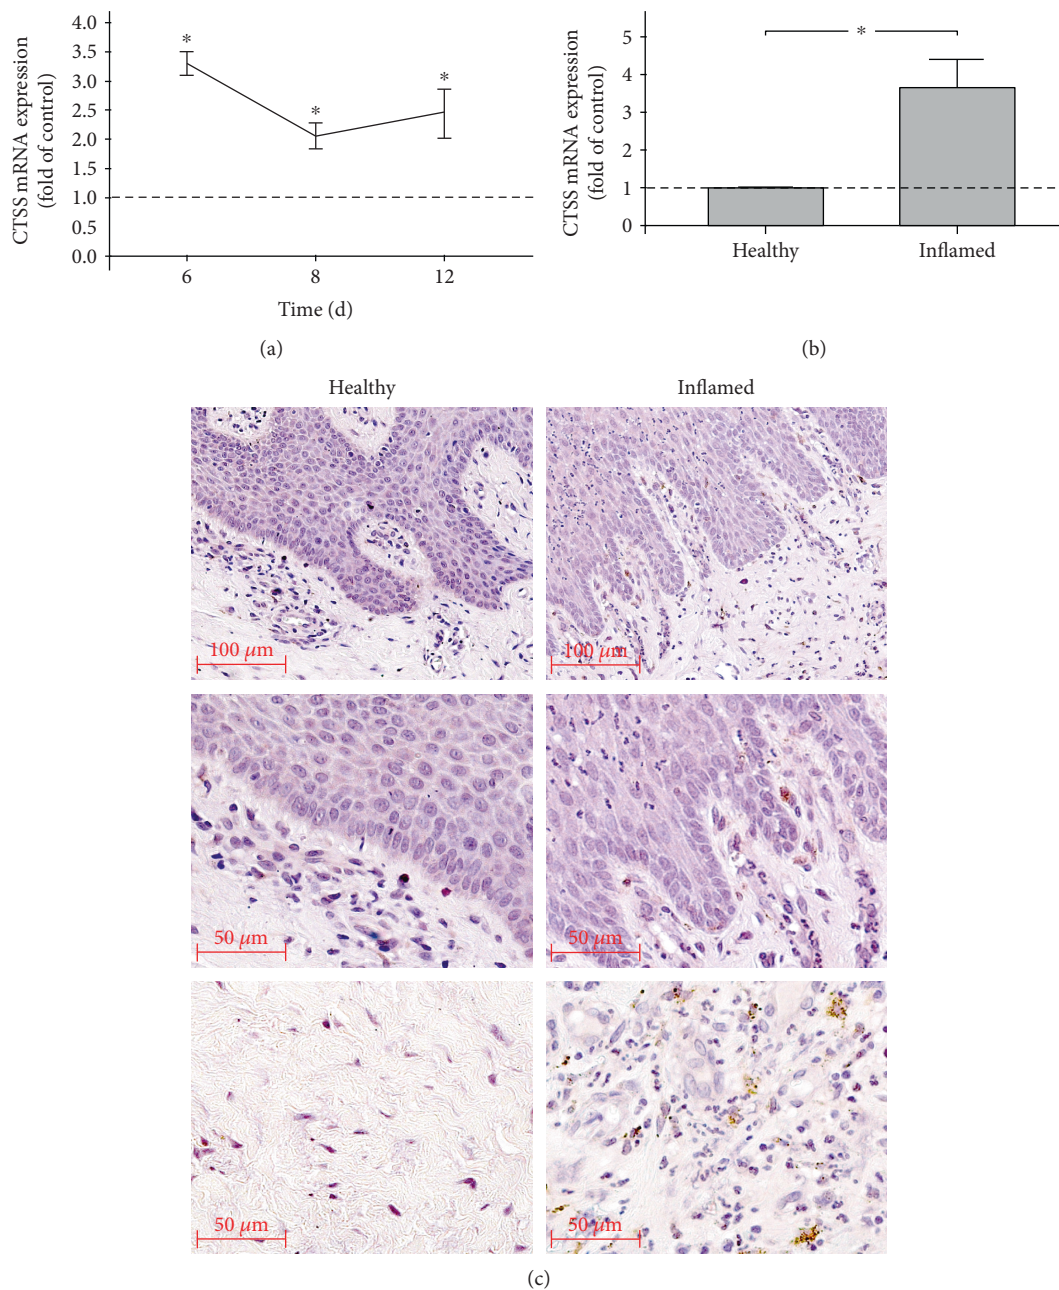 CTSS mRNA expression
(fold of control)
4.0
3.5
3.0
2.5
2.0
1.5
1.0
0.5
0.0
*
*
*
6
8
12
Time (d)
(a)
CTSS mRNA expression
(fold of control)
5
4
3
2
1
0
*
Healthy
Inflamed
(b)
Healthy
Inflamed
100 μm
100 μm
50 μm
50 μm
50 μm
50 μm
(c)